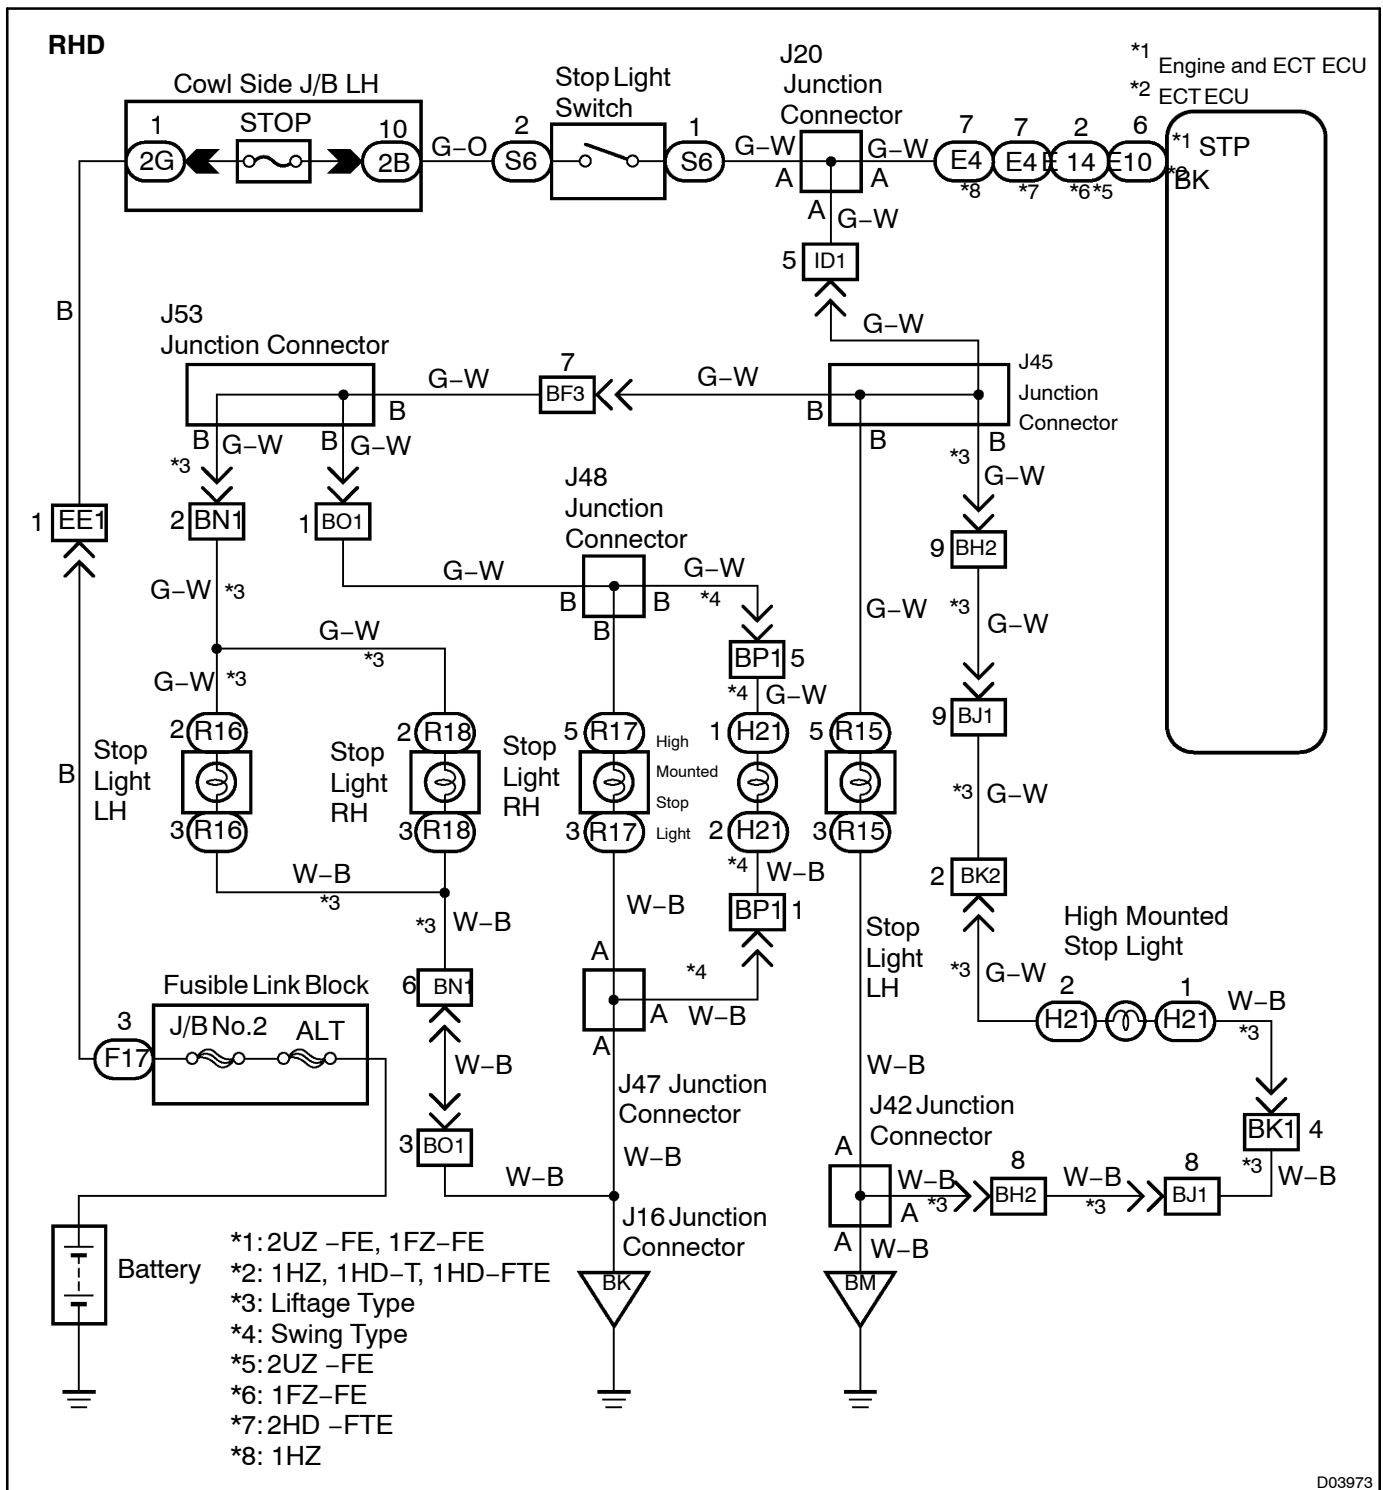 RHD
Cowl Side J/B LH
STOP
1
2G
10
2B
G–O
Stop Light
Switch
2
S6
1
S6
G–W
A
J20
Junction
Connector
G–W
A
A
G–W
7
E4
*8
7
E4
*7
E
2
14
*6
*5
6
E10
*1 Engine and ECT ECU
*2 ECT ECU
*1 STP
*2
BK
5
ID1
G–W
B
J53
Junction Connector
G–W
7
BF3
G–W
J45
Junction
Connector
B
B
B
G–W
*3
B
G–W
B
B
*3
G–W
1
EE1
2
BN1
1
BO1
J48
Junction
Connector
9
BH2
G–W
*3
G–W
G–W
*4
B
B
B
G–W
*3
G–W
G–W
*3
BP1
5
G–W
*3
*4
G–W
9
BJ1
2
R16
2
R18
5
R17
1
H21
5
R15
Stop
Light
LH
Stop
Light
RH
Stop
Light
RH
High
Mounted
Stop
Light
B
*3
G–W
3
R16
3
R18
3
R17
2
H21
3
R15
W–B
*3
*4
W–B
2
BK2
*3
W–B
W–B
BP1
1
Stop
Light
LH
High Mounted
Stop Light
A
*4
*3
G–W
Fusible Link Block
6
BN1
A
W–B
2
H21
1
H21
W–B
*3
3
F17
J/B No.2
ALT
A
W–B
W–B
J47 Junction
Connector
J42 Junction
Connector
BK1
4
3
BO1
W–B
A
*3
W–B
W–B
W–B
*3
A
8
BH2
W–B
*3
8
BJ1
J16 Junction
Connector
A
W–B
Battery
BK
BM
*1: 2UZ –FE, 1FZ–FE
*2: 1HZ, 1HD–T, 1HD–FTE
*3: Liftage Type
*4: Swing Type
*5: 2UZ –FE
*6: 1FZ–FE
*7: 2HD –FTE
*8: 1HZ
D03973